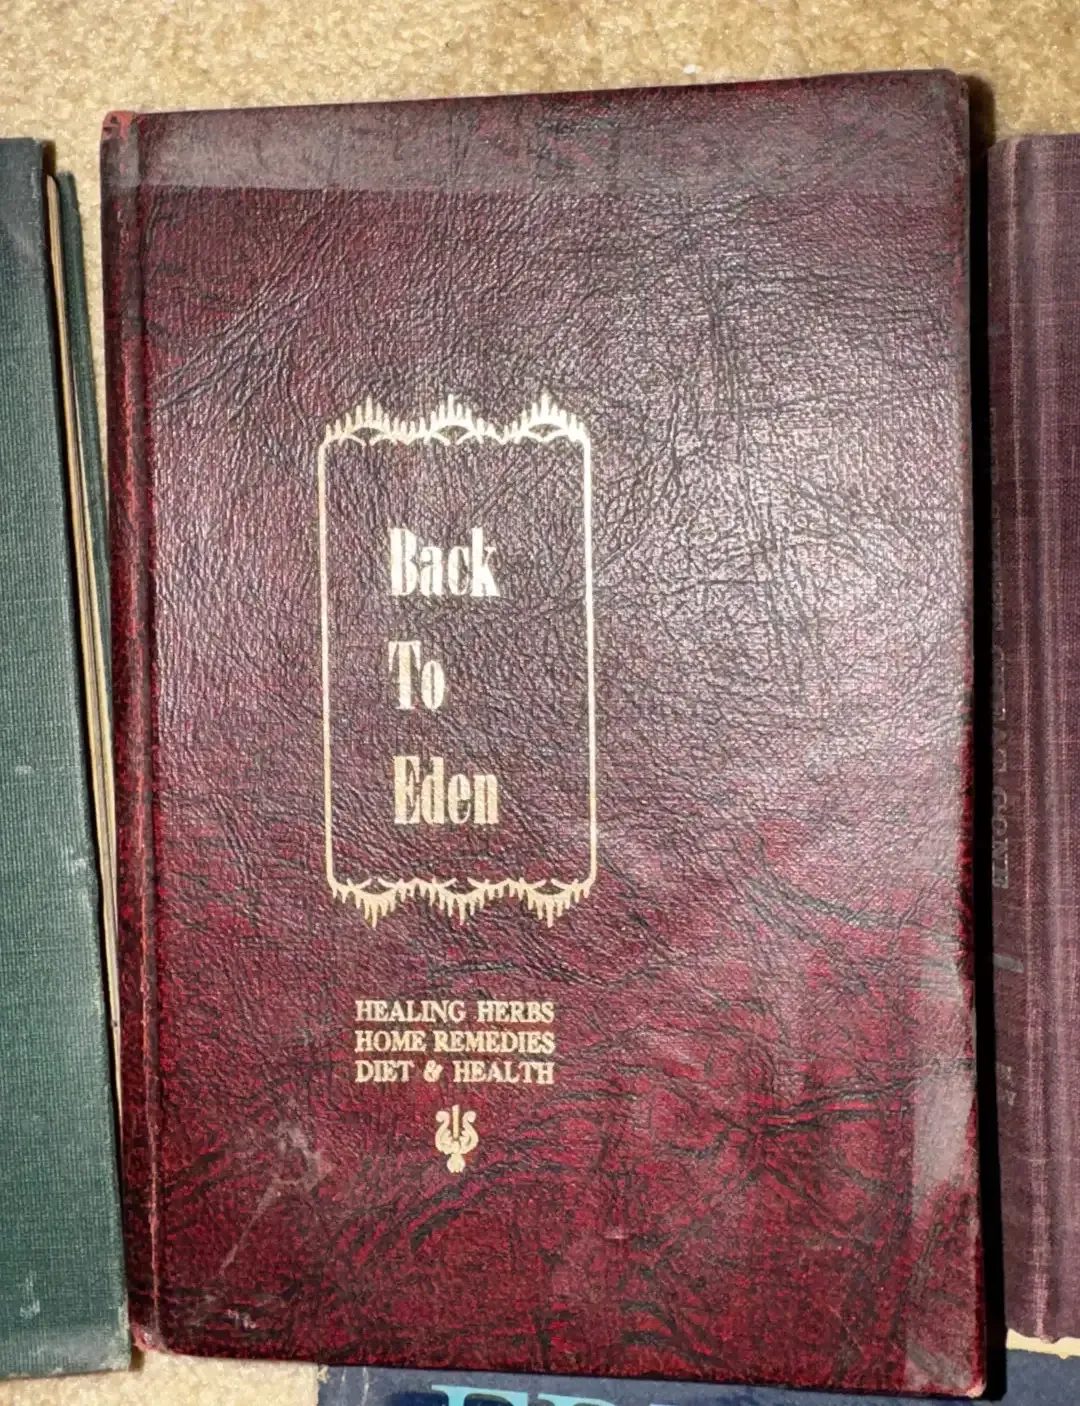 Back
To
Eden
HEALING HERBS
HOME REMEDIES
DIET & HEALTH